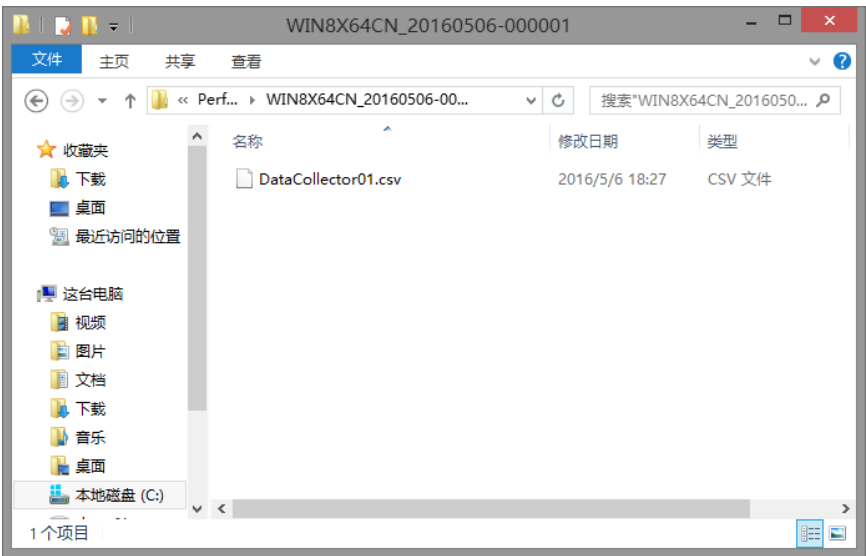 WIN8X64CN_20160506-000001
文件 主页 共享 查看
« Perf... WIN8X64CN_20160506-00... 搜索"WIN8X64CN_2016050...
名称 修改日期 类型
DataCollector01.csv 2016/5/6 18:27 CSV 文件
收藏夹
下载
桌面
最近访问的位置
这台电脑
视频
图片
文档
下载
音乐
桌面
本地磁盘 (C:)
1个项目